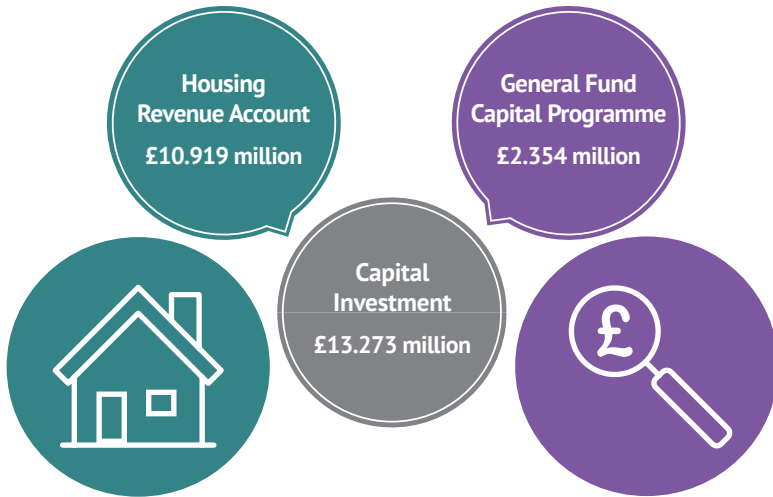 Housing
Revenue Account
£10.919 million
General Fund
Capital Programme
£2.354 million
Capital
Investment
£13.273 million
£